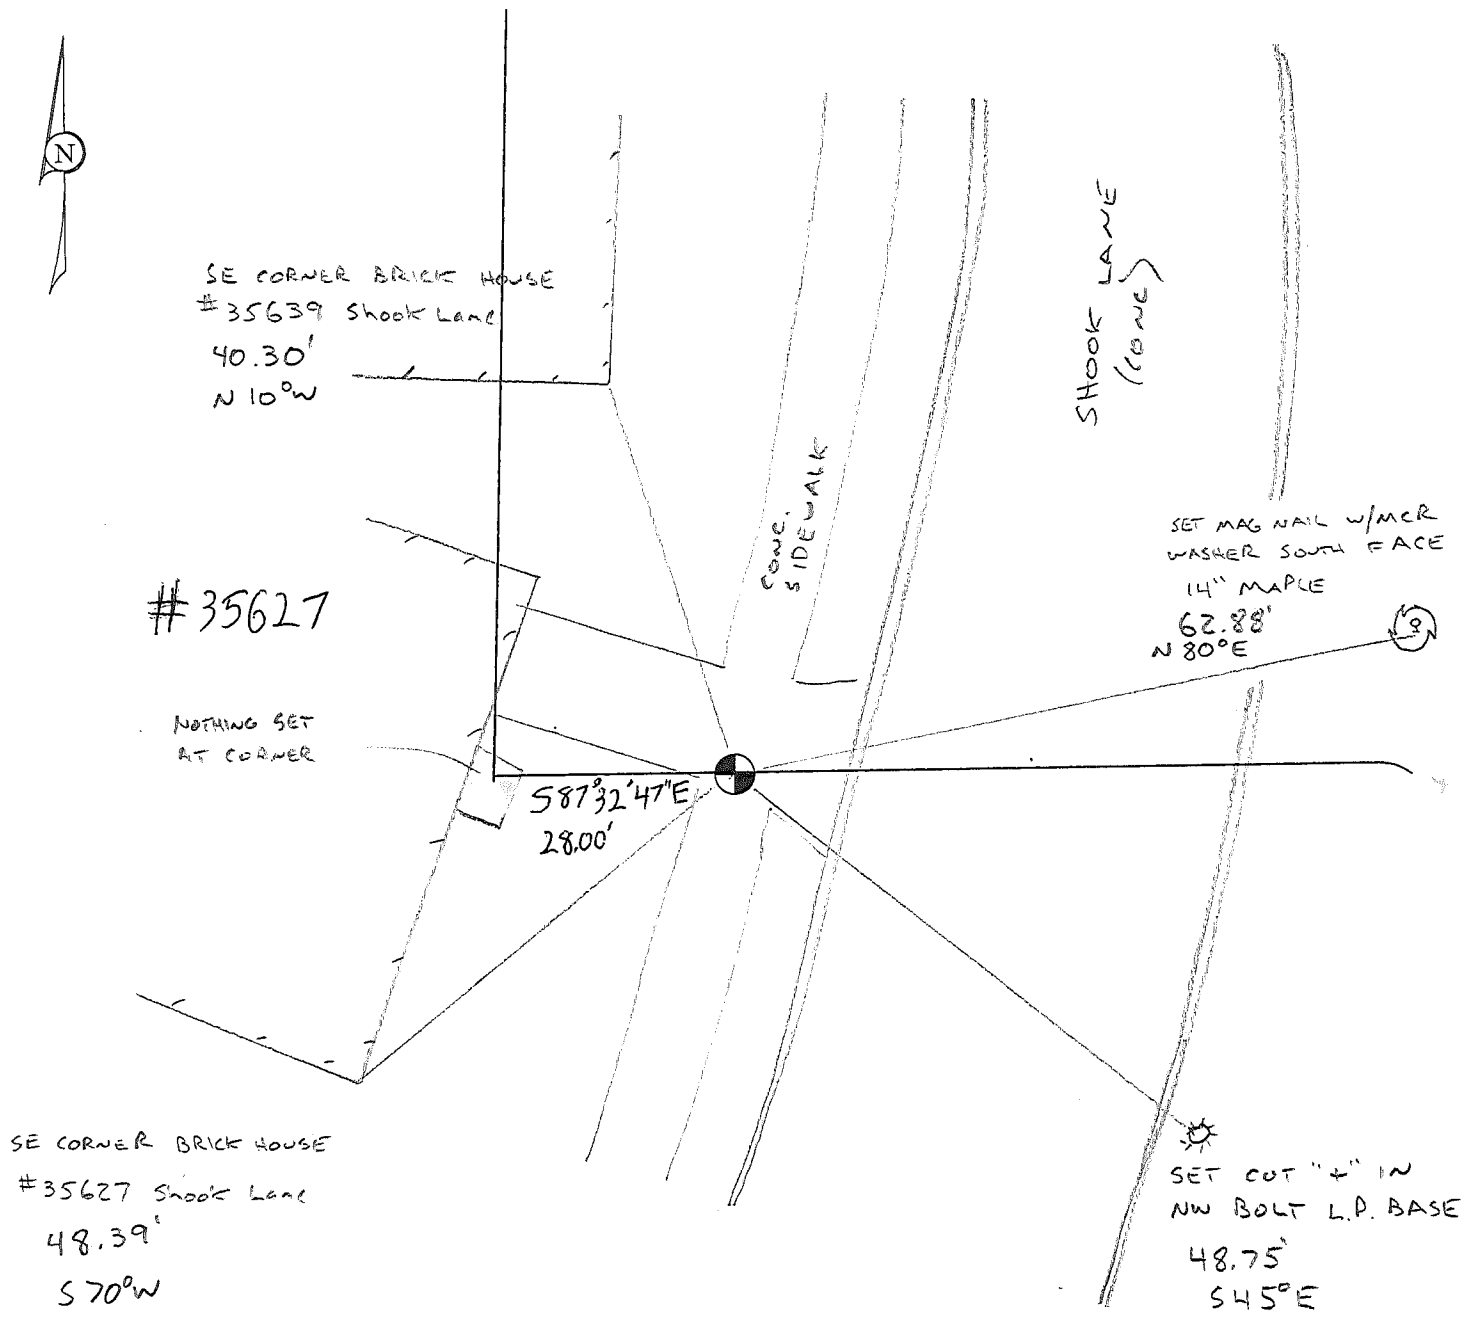 N
SE CORNER BRICK HOUSE
#35639 Shook Lane
40.30'
N 10°W
SHOOK LANE
(CONC)
CONC.
SIDEWALK
SET MAG NAIL W/MCR
WASHER SOUTH FACE
14" MAPLE
62.88'
N 80°E
#35627
NOTHING SET
AT CORNER
S87°32'47"E
28.00'
SE CORNER BRICK HOUSE
#35627 Shook Lane
48.39'
S 70°W
SET CUT "+" IN
NW BOLT L.P. BASE
48.75'
S45°E